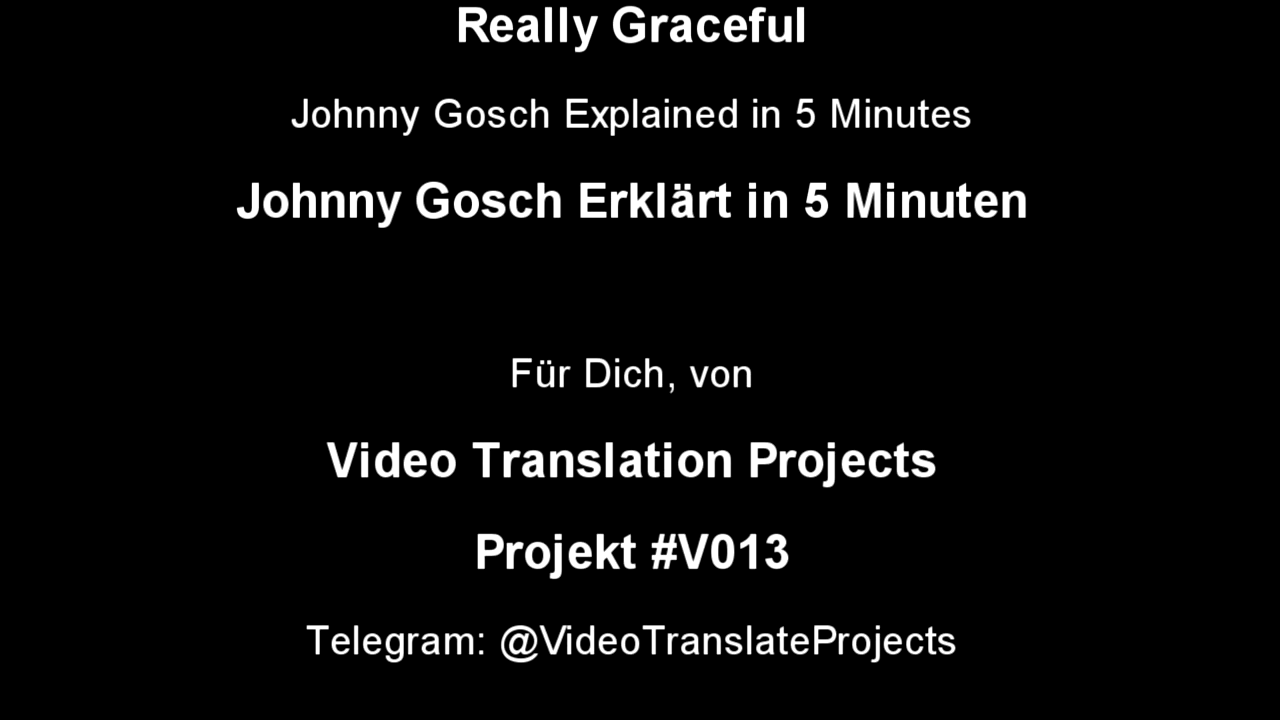 Really Graceful
Johnny Gosch Explained in 5 Minutes
Johnny Gosch Erklärt in 5 Minuten
Für Dich, von
Video Translation Projects
Projekt #V013
Telegram: @VideoTranslateProjects